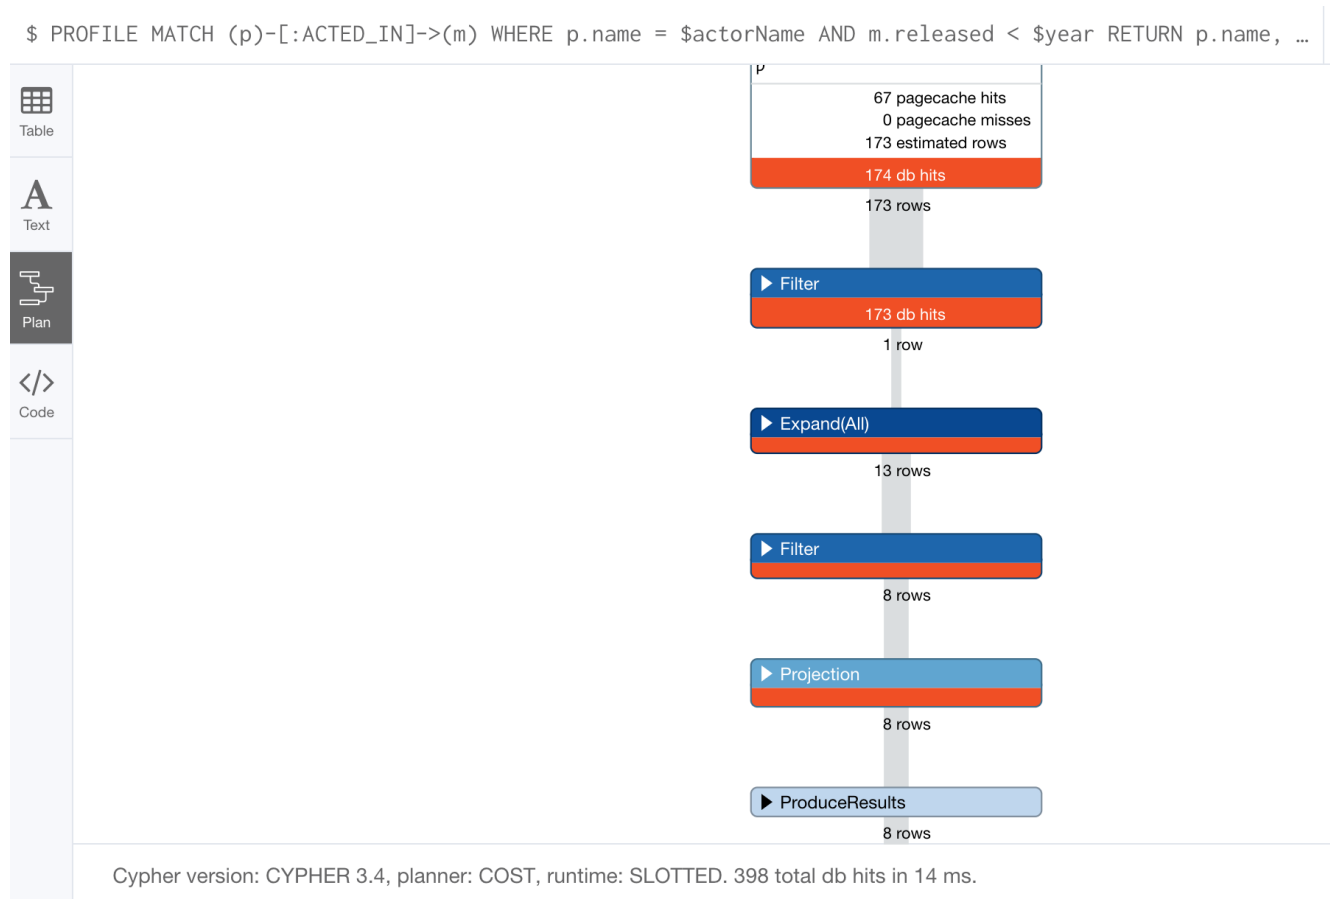 $ PROFILE MATCH (p)-[:ACTED_IN]->(m) WHERE p.name = $actorName AND m.released < $year RETURN p.name, …
Table
Text
Plan
Code
p
67 pagecache hits
0 pagecache misses
173 estimated rows
174 db hits
173 rows
Filter
173 db hits
1 row
Expand(All)
13 rows
Filter
8 rows
Projection
8 rows
ProduceResults
8 rows
Cypher version: CYPHER 3.4, planner: COST, runtime: SLOTTED. 398 total db hits in 14 ms.